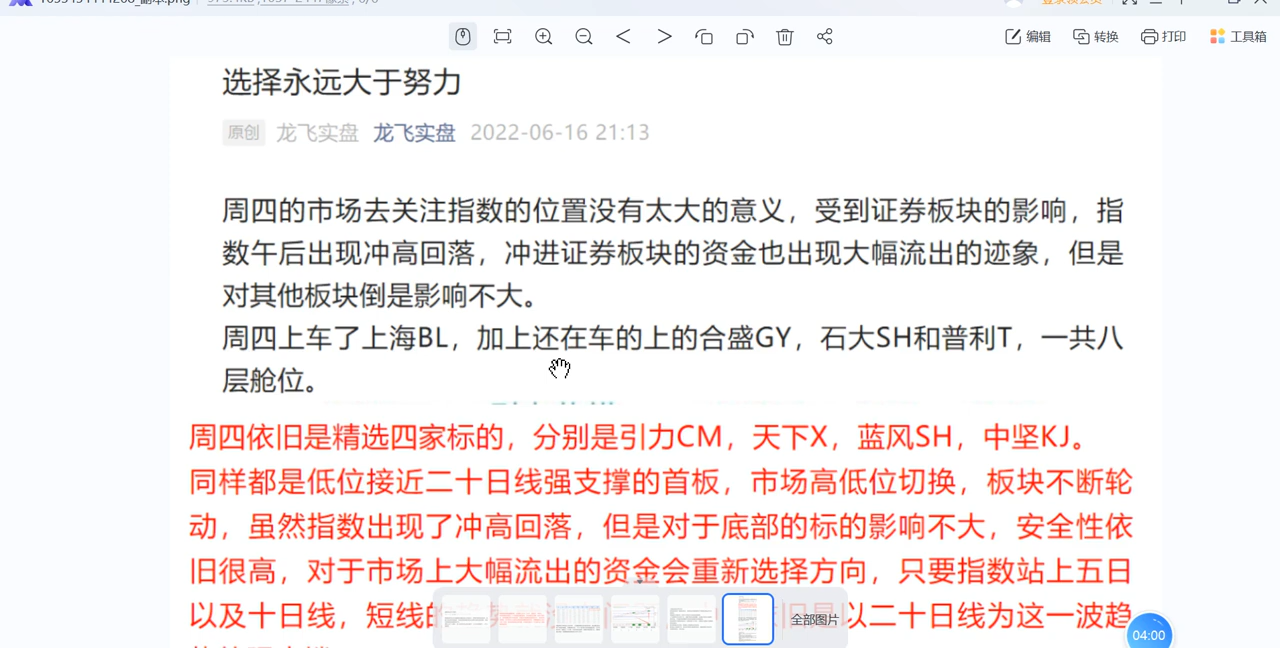 编辑 转换 打印 工具箱
选择永远大于努力
原创 龙飞实盘 龙飞实盘 2022-06-16 21:13
周四的市场去关注指数的位置没有太大的意义，受到证券板块的影响，指
数午后出现冲高回落，冲进证券板块的资金也出现大幅流出的迹象，但是
对其他板块倒是影响不大。
周四上车了上海BL，加上还在车的上的合盛GY，石大SH和普利T，一共八
层舱位。
周四依旧是精选四家标的，分别是引力CM，天下X，蓝风SH，中坚KJ。
同样都是低位接近二十日线强支撑的首板，市场高低位切换，板块不断轮
动，虽然指数出现了冲高回落，但是对于底部的标的影响不大，安全性依
旧很高，对于市场上大幅流出的资金会重新选择方向，只要指数站上五日
以及十日线，短线的 以二十日线为这一波趋
全部图片
04:00